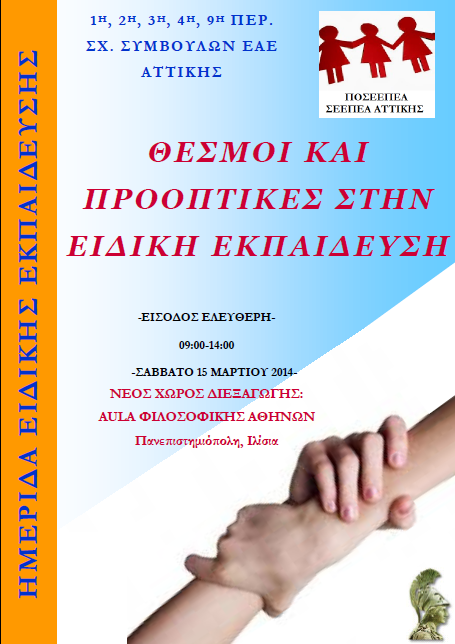 ΗΜΕΡΙΔΑ ΕΙΔΙΚΗΣ ΕΚΠΑΙΔΕΥΣΗΣ
1η, 2η, 3η, 4η, 9η ΠΕΡ.
ΣΧ. ΣΥΜΒΟΥΛΩΝ ΕΑΕ
ΑΤΤΙΚΗΣ
ΠΟΣΕΕΠΕΑ
ΣΕΕΠΕΑ ΑΤΤΙΚΗΣ
ΘΕΣΜΟΙ ΚΑΙ
ΠΡΟΟΠΤΙΚΕΣ ΣΤΗΝ
ΕΙΔΙΚΗ ΕΚΠΑΙΔΕΥΣΗ
-ΕΙΣΟΔΟΣ ΕΛΕΥΘΕΡΗ-
09:00-14:00
-ΣΑΒΒΑΤΟ 15 ΜΑΡΤΙΟΥ 2014-
ΝΕΟΣ ΧΩΡΟΣ ΔΙΕΞΑΓΩΓΗΣ:
AULA ΦΙΛΟΣΟΦΙΚΗΣ ΑΘΗΝΩΝ
Πανεπιστημιόπολη, Ιλίσια